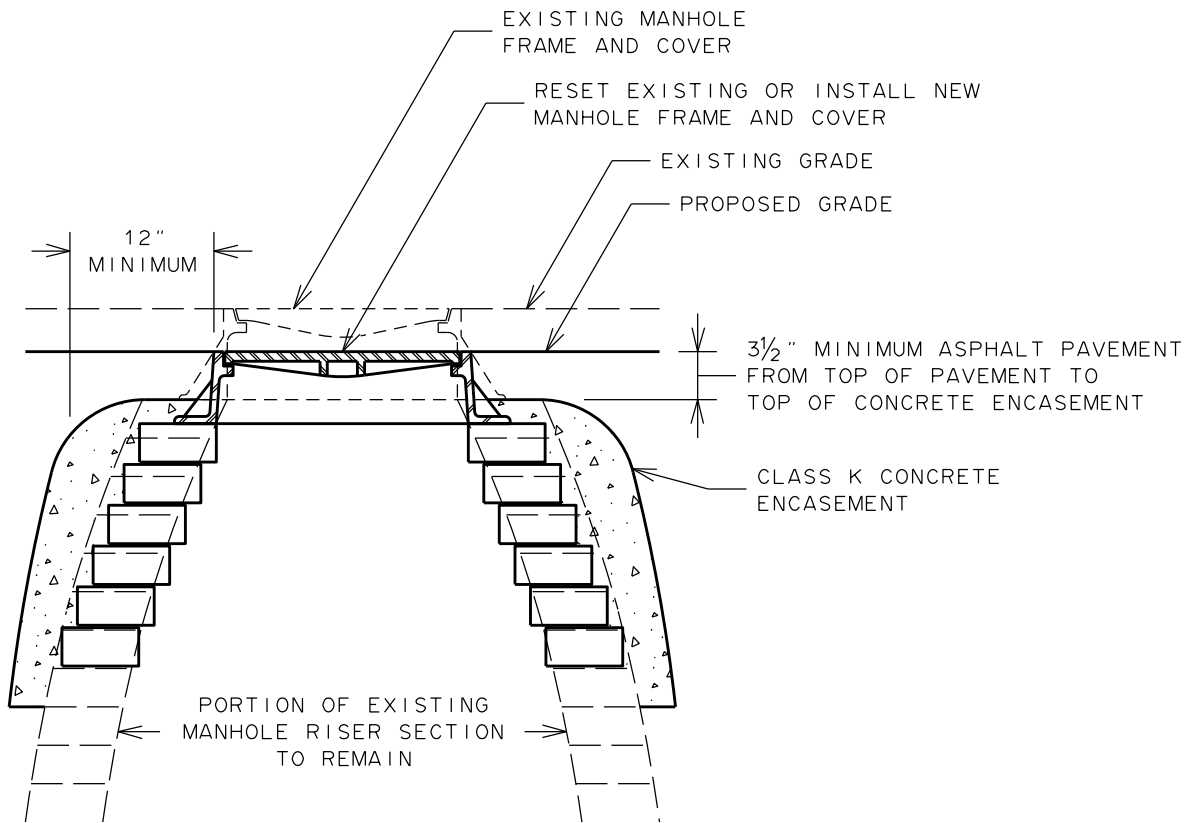 EXISTING MANHOLE
FRAME AND COVER
RESET EXISTING OR INSTALL NEW
MANHOLE FRAME AND COVER
EXISTING GRADE
PROPOSED GRADE
12"
MINIMUM
3½" MINIMUM ASPHALT PAVEMENT
FROM TOP OF PAVEMENT TO
TOP OF CONCRETE ENCASEMENT
CLASS K CONCRETE
ENCASEMENT
PORTION OF EXISTING
MANHOLE RISER SECTION
TO REMAIN